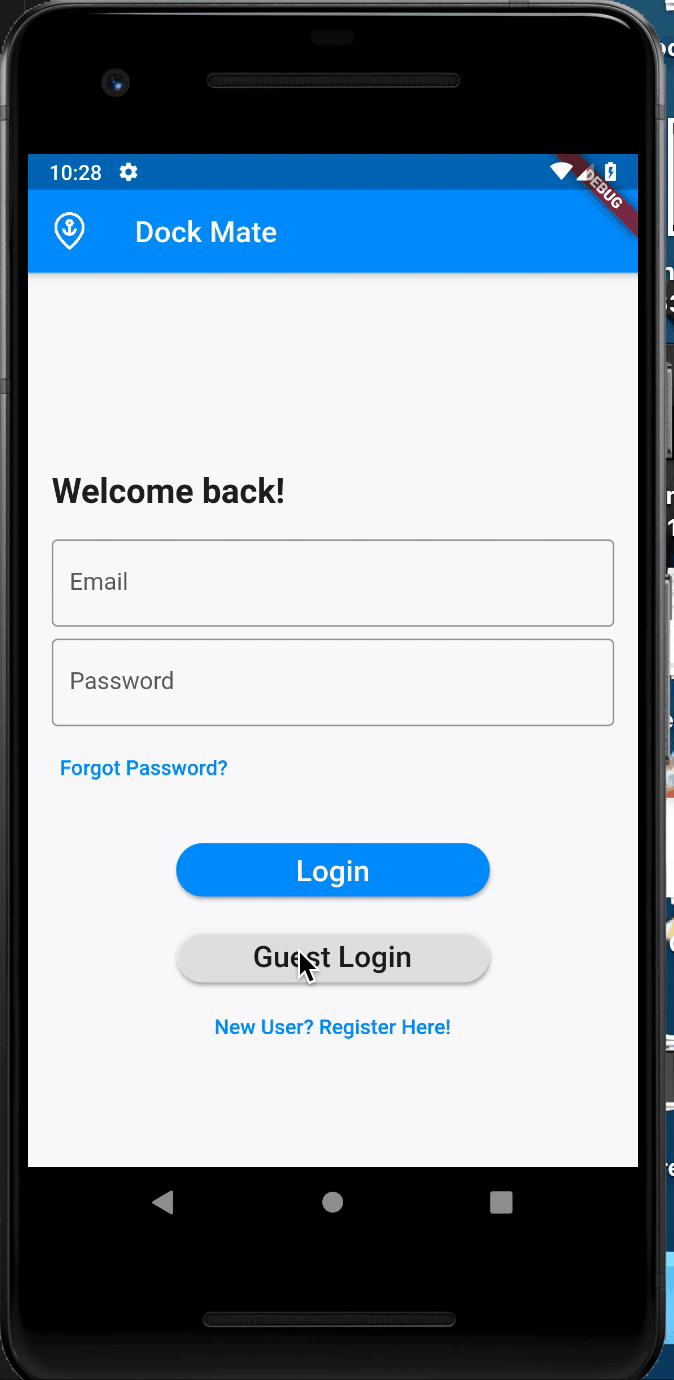 10:28
DEBUG
Dock Mate
Welcome back!
Email
Password
Forgot Password?
Login
Guest Login
New User? Register Here!